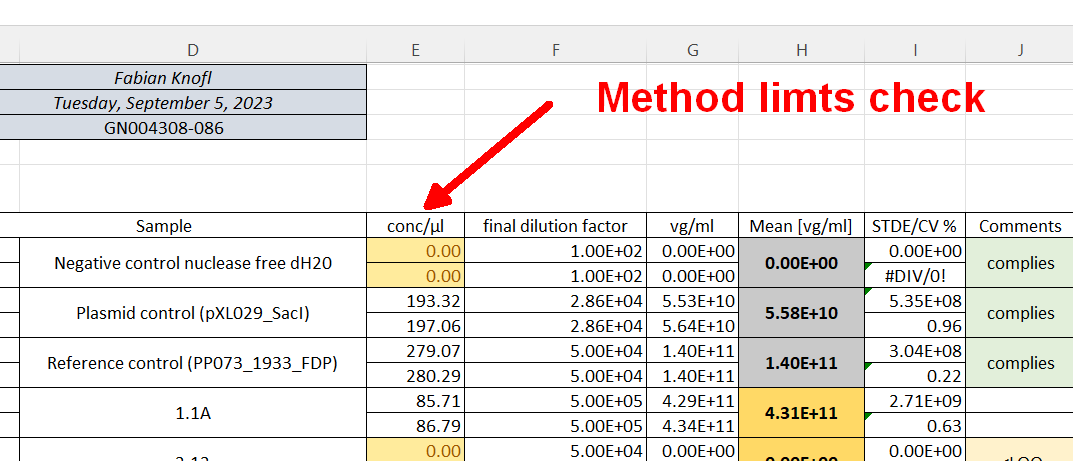 D E F G H I J
Fabian Knofl
Method limts check
Tuesday, September 5, 2023
GN004308-086
Sample conc/µl final dilution factor vg/ml Mean [vg/ml] STDE/CV % Comments
0.00 1.00E+02 0.00E+00 0.00E+00
Negative control nuclease free dH20 0.00E+00 complies
0.00 1.00E+02 0.00E+00 #DIV/0!
193.32 2.86E+04 5.53E+10 5.35E+08
Plasmid control (pXL029_SacI) 5.58E+10 complies
197.06 2.86E+04 5.64E+10 0.96
279.07 5.00E+04 1.40E+11 3.04E+08
Reference control (PP073_1933_FDP) 1.40E+11 complies
280.29 5.00E+04 1.40E+11 0.22
85.71 5.00E+05 4.29E+11 2.71E+09
1.1A 4.31E+11
86.79 5.00E+05 4.34E+11 0.63
0.00 5.00E+04 0.00E+00 0.00E+00